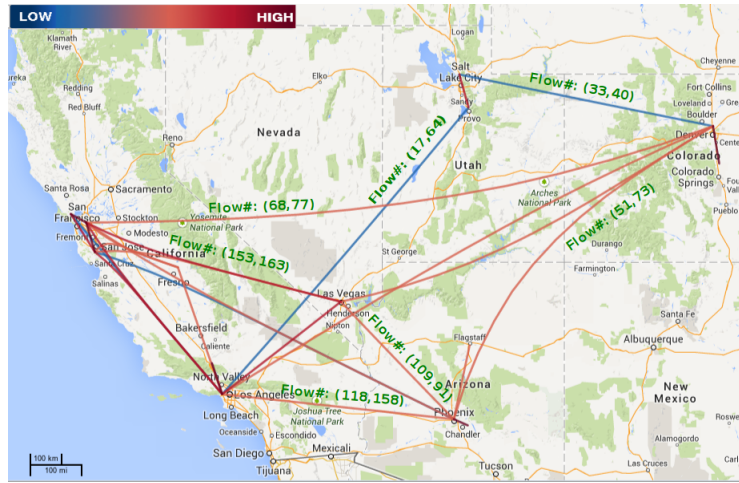 LOW
HIGH
Klamath
River
Logan
Salt
Lake City
Cheyenne
Elko
Redding
Red Bluff
Flow#: (33,40)
Fort Collins
Loveland
Boulder
Sandy
Provo
Denver
Reno
Nevada
Flow#: (17,64)
Utah
Colorado
Colorado
Springs
Pueblo
Arches
National Park
Santa Rosa
Sacramento
San
Francisco
Stockton
Flow#: (68,77)
Yosemite
National Park
Flow#: (51,73)
Fremont
Modesto
San Jose
California
Flow#: (153,163)
St George
Durango
Santa Cruz
Salinas
Fresno
Farmington
Las Vegas
Henderson
Nipton
Santa Fe
Bakersfield
Caliente
Flow#: (109,91)
Flagstaff
Albuquerque
North Valley
Los Angeles
Flow#: (118,158)
Arizona
New
Mexico
Long Beach
Joshua Tree
National Park
Phoenix
Chandler
Oceanside
Escondido
Alamogordo
San Diego
Mexicali
Tijuana
Tucson
Las Cruces
100 km
100 mi